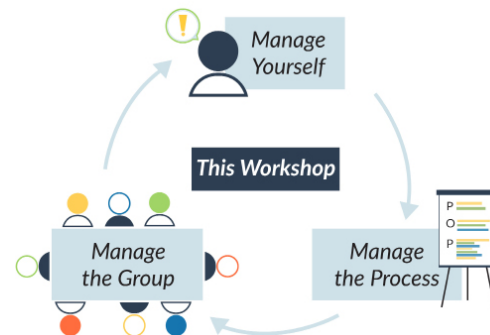 !
Manage
Yourself
This Workshop
Manage
the Group
Manage
the Process
P
O
P